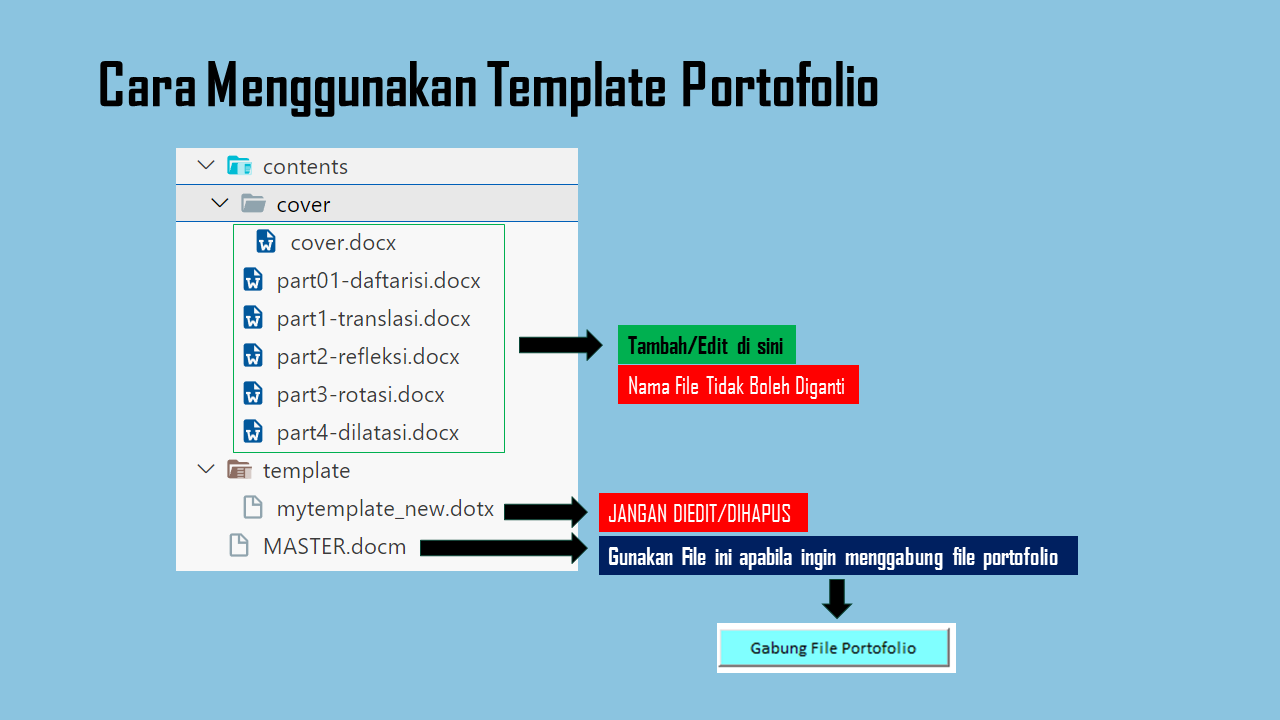 Cara Menggunakan Template Portofolio
contents
cover
cover.docx
part01-daftarisi.docx
part1-translasi.docx
part2-refleksi.docx
part3-rotasi.docx
part4-dilatasi.docx
Tambah/Edit di sini
Nama File Tidak Boleh Diganti
template
mytemplate_new.dotx
JANGAN DIEDIT/DIHAPUS
MASTER.docm
Gunakan File ini apabila ingin menggabung file portofolio
Gabung File Portofolio